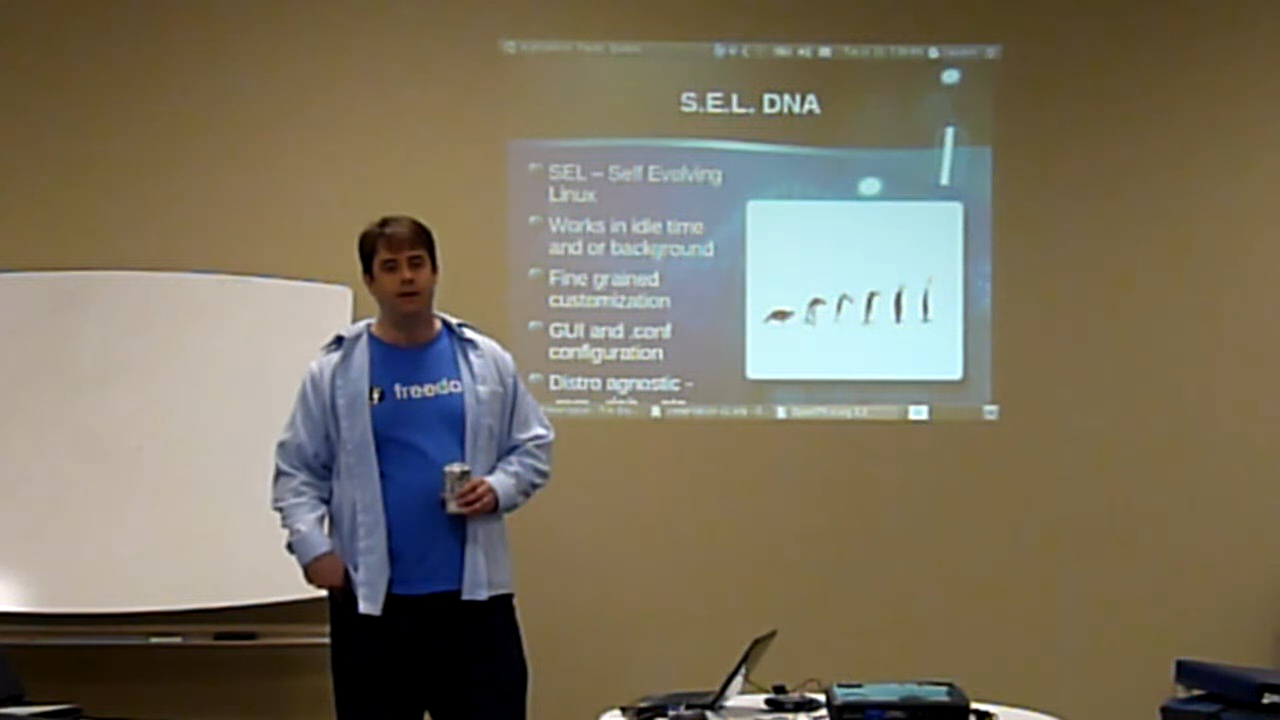 S.E.L. DNA
SEL – Self Evolving
Linux
Works in idle time
and or background
Fine grained
customization
GUI and .conf
configuration
Distro agnostic -
freedo